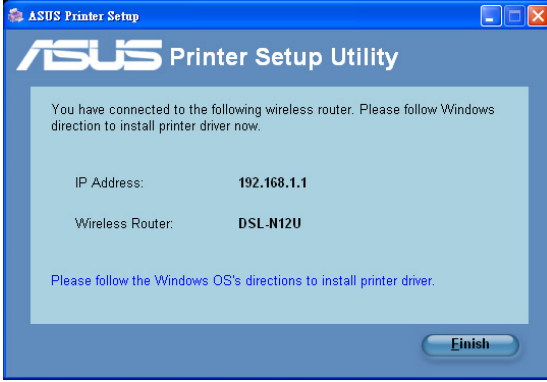 ASUS Printer Setup
ASUS Printer Setup Utility
You have connected to the following wireless router. Please follow Windows
direction to install printer driver now.
IP Address: 192.168.1.1
Wireless Router: DSL-N12U
Please follow the Windows OS's directions to install printer driver.
Finish